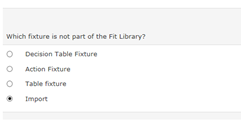 Which fixture is not part of the Fit Library?
Decision Table Fixture
Action Fixture
Table fixture
Import